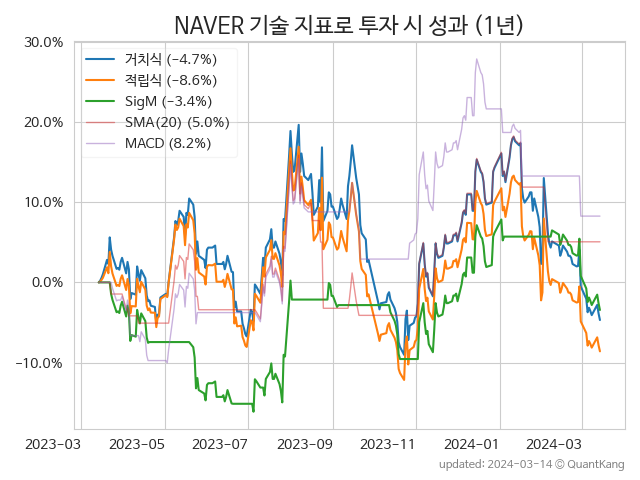 NAVER 기술 지표로 투자 시 성과 (1년)
30.0%
20.0%
10.0%
0.0%
−10.0%
거치식 (−4.7%)
적립식 (−8.6%)
SigM (−3.4%)
SMA(20) (5.0%)
MACD (8.2%)
2023-03 2023-05 2023-07 2023-09 2023-11 2024-01 2024-03
updated: 2024-03-14 © QuantKang